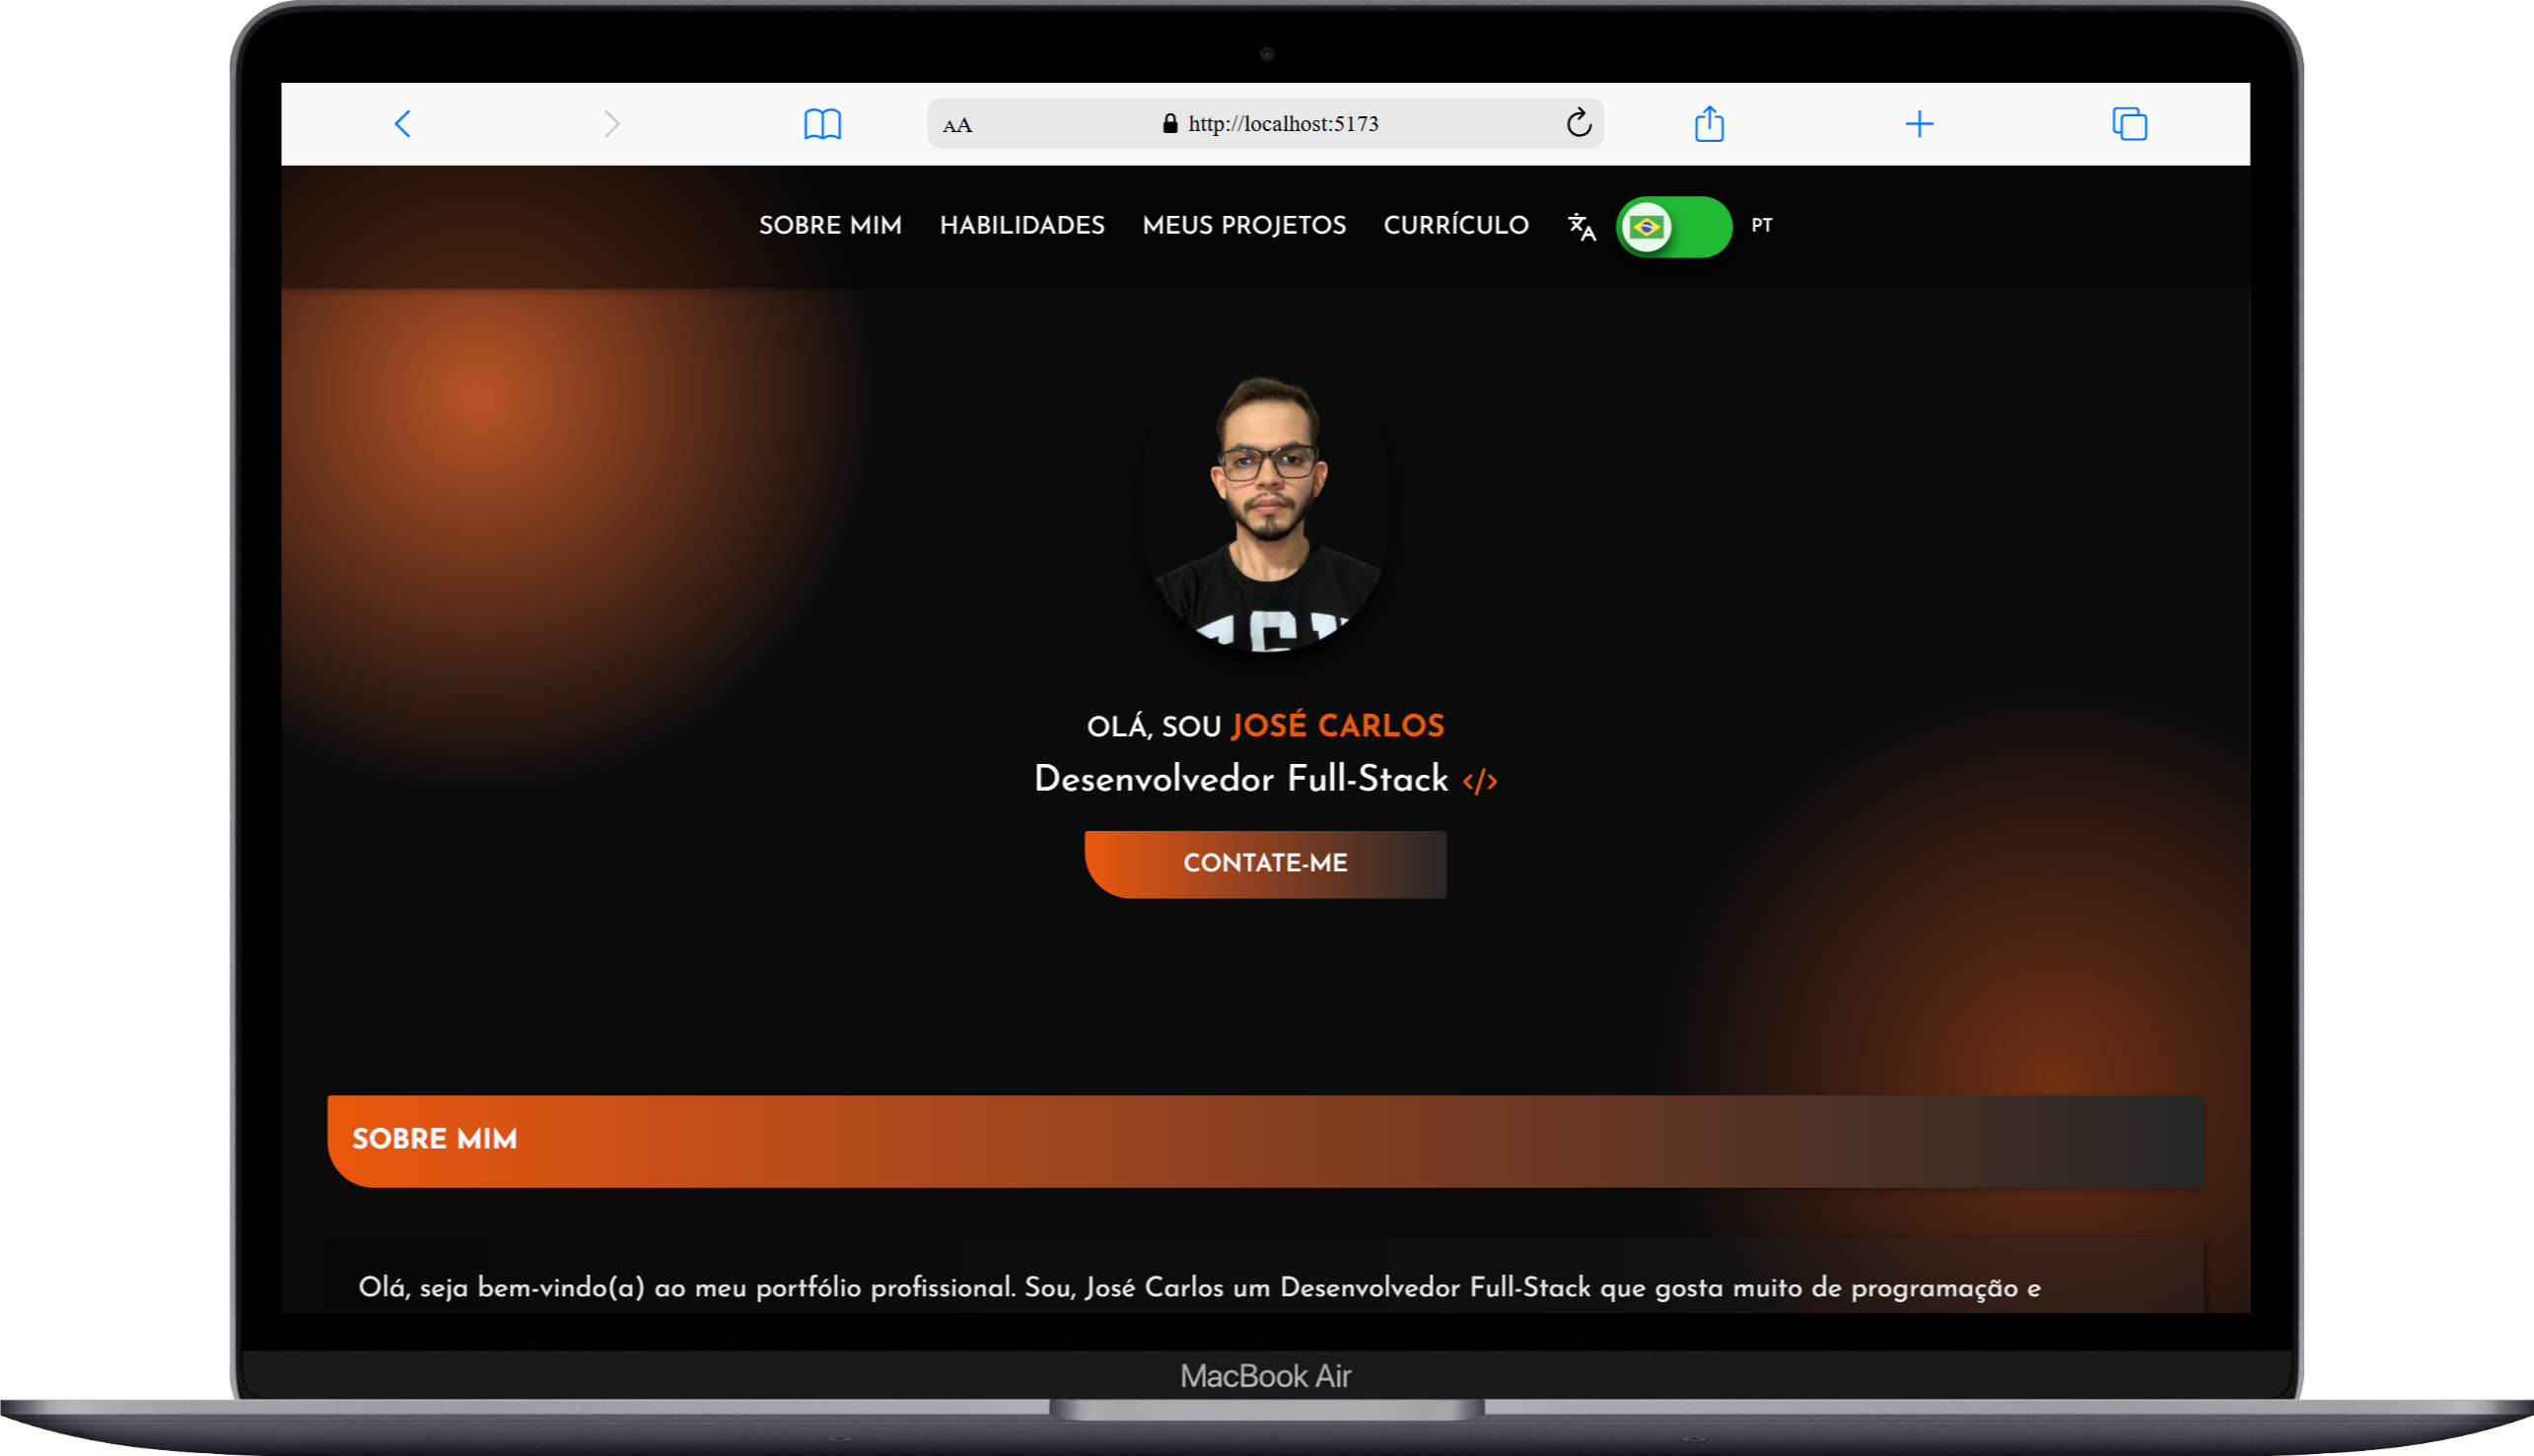 AA http://localhost:5173
SOBRE MIM HABILIDADES MEUS PROJETOS CURRÍCULO PT
OLÁ, SOU JOSÉ CARLOS
Desenvolvedor Full-Stack </>
CONTATE-ME
SOBRE MIM
Olá, seja bem-vindo(a) ao meu portfólio profissional. Sou, José Carlos um Desenvolvedor Full-Stack que gosta muito de programação e
MacBook Air